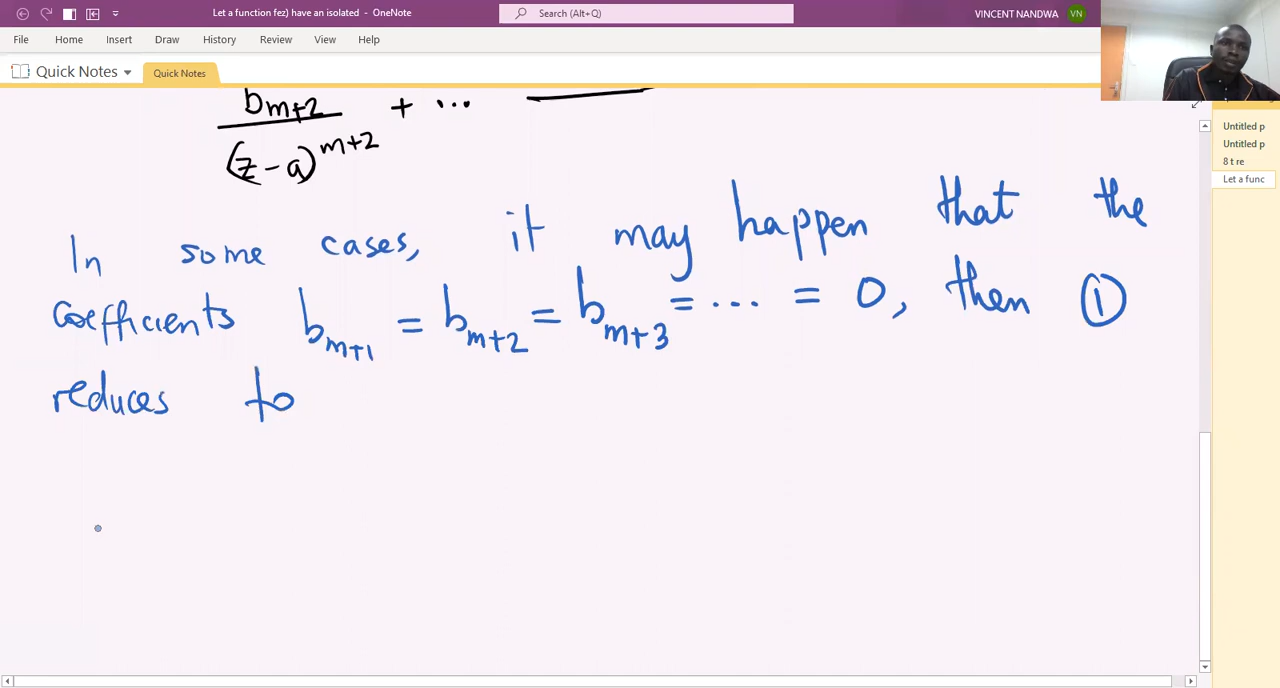 Let a function fez) have an isolated - OneNote
Search (Alt+Q)
VINCENT NANDWA VN
File Home Insert Draw History Review View Help
Quick Notes Quick Notes
b_{m+2} / (z-a)^{m+2} + ...
In some cases, it may happen that the
coefficients b_{m+1} = b_{m+2} = b_{m+3} = ... = 0, then ①
reduces to
Untitled p
Untitled p
8 t re
Let a func